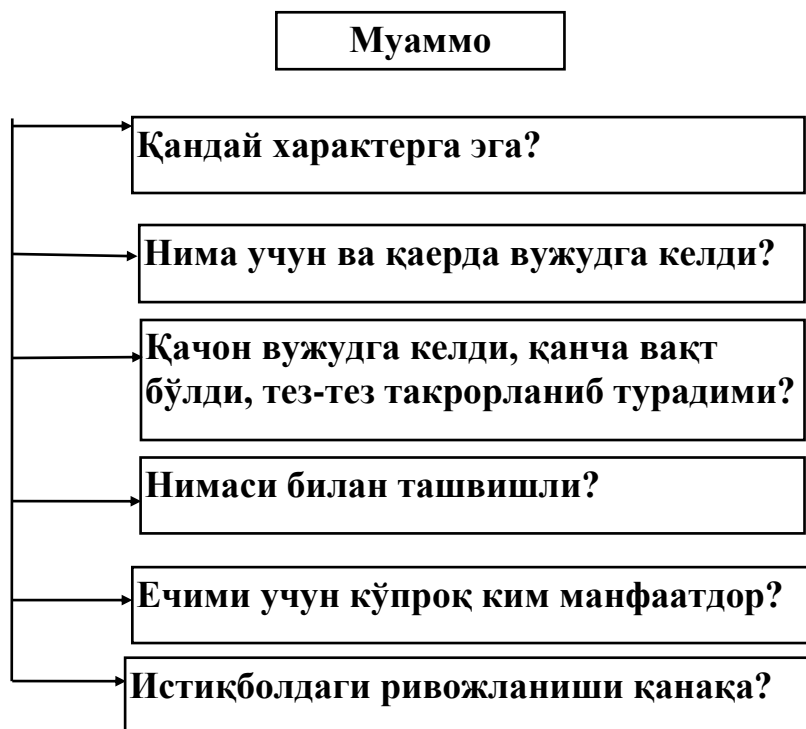 Муаммо
Қандай характерга эга?
Нима учун ва қаерда вужудга келди?
Қачон вужудга келди, қанча вақт
бўлди, тез-тез такрорланиб турадими?
Нимаси билан ташвишли?
Ечими учун кўпроқ ким манфаатдор?
Истиқболдаги ривожланиши қанақа?